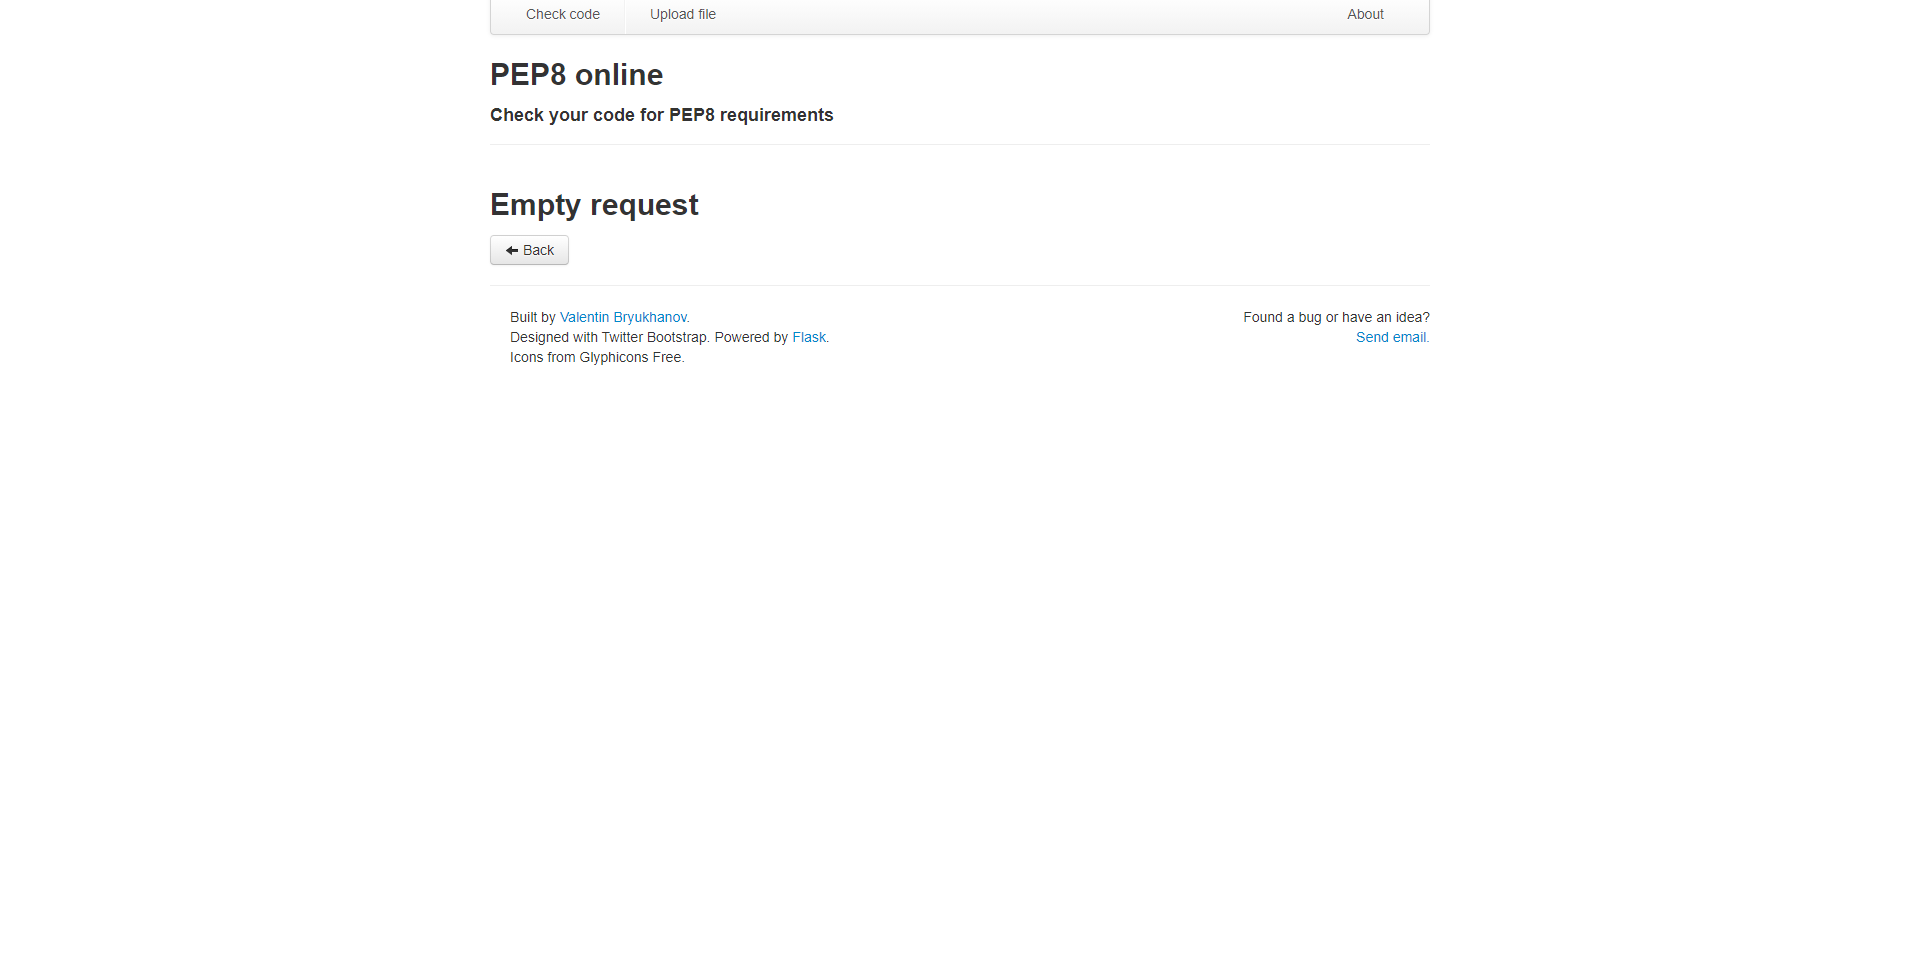 Check code
Upload file
About
PEP8 online
Check your code for PEP8 requirements
Empty request
Back
Built by Valentin Bryukhanov.
Designed with Twitter Bootstrap. Powered by Flask.
Icons from Glyphicons Free.
Found a bug or have an idea?
Send email.